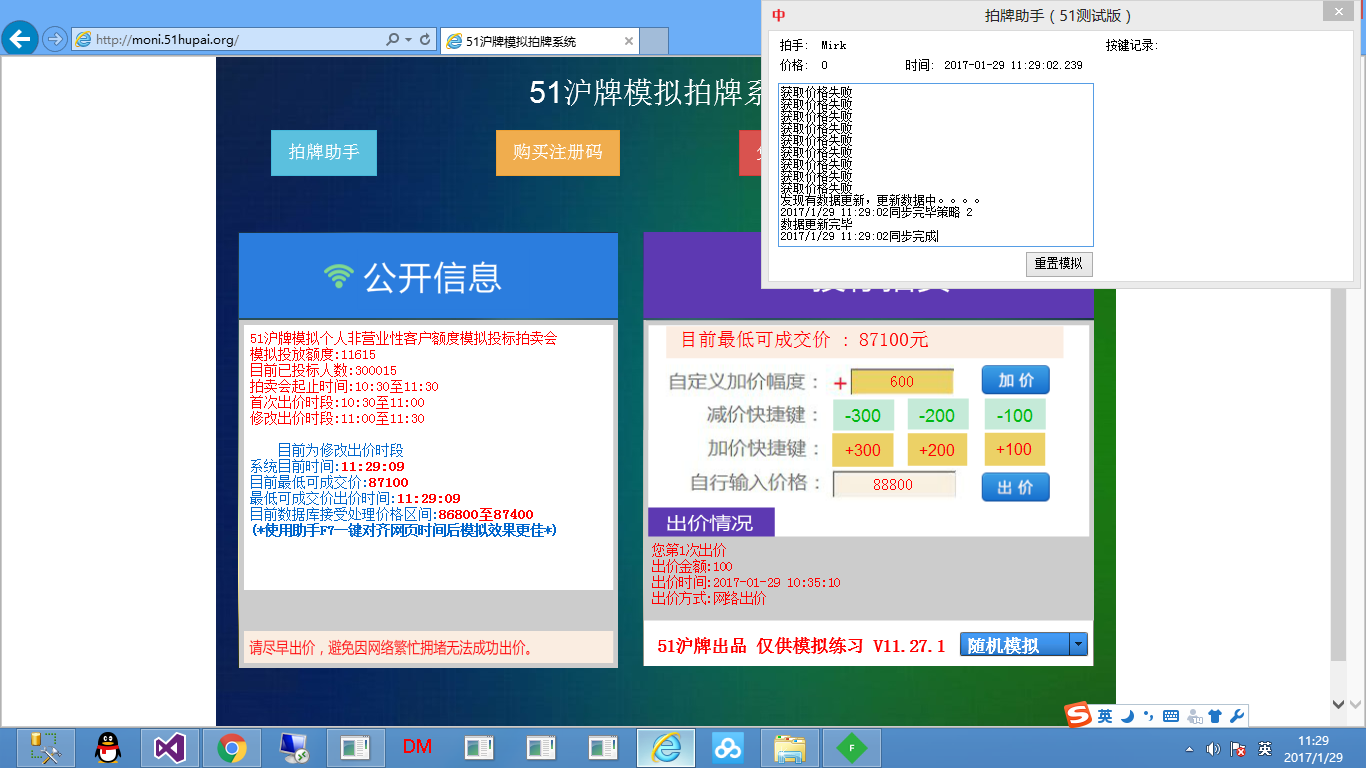 http://moni.51hupai.org/
51沪牌模拟拍牌系统
51沪牌模拟拍牌系
拍牌助手
购买注册码
中
拍牌助手（51测试版）
拍手: Mirk
按键记录:
价格: 0
时间: 2017-01-29 11:29:02.239
获取价格失败
获取价格失败
获取价格失败
获取价格失败
获取价格失败
获取价格失败
获取价格失败
获取价格失败
获取价格失败
发现有数据更新，更新数据中。。。。
2017/1/29 11:29:02同步完毕策略 2
数据更新完毕
2017/1/29 11:29:02同步完成
重置模拟
公开信息
51沪牌模拟个人非营业性客户额度模拟投标拍卖会
模拟投放额度:11615
目前已投标人数:300015
拍卖会起止时间:10:30至11:30
首次出价时段:10:30至11:00
修改出价时段:11:00至11:30
目前为修改出价时段
系统目前时间:11:29:09
目前最低可成交价:87100
最低可成交价出价时间:11:29:09
目前数据库接受处理价格区间:86800至87400
(*使用助手F7一键对齐网页时间后模拟效果更佳*)
请尽早出价，避免因网络繁忙拥堵无法成功出价。
目前最低可成交价 ：87100元
自定义加价幅度： + 600 加 价
减价快捷键： -300 -200 -100
加价快捷键： +300 +200 +100
自行输入价格： 88800 出 价
出价情况
您第1次出价
出价金额:100
出价时间:2017-01-29 10:35:10
出价方式:网络出价
51沪牌出品 仅供模拟练习 V11.27.1
随机模拟
S 英
DM
F
英
11:29
2017/1/29